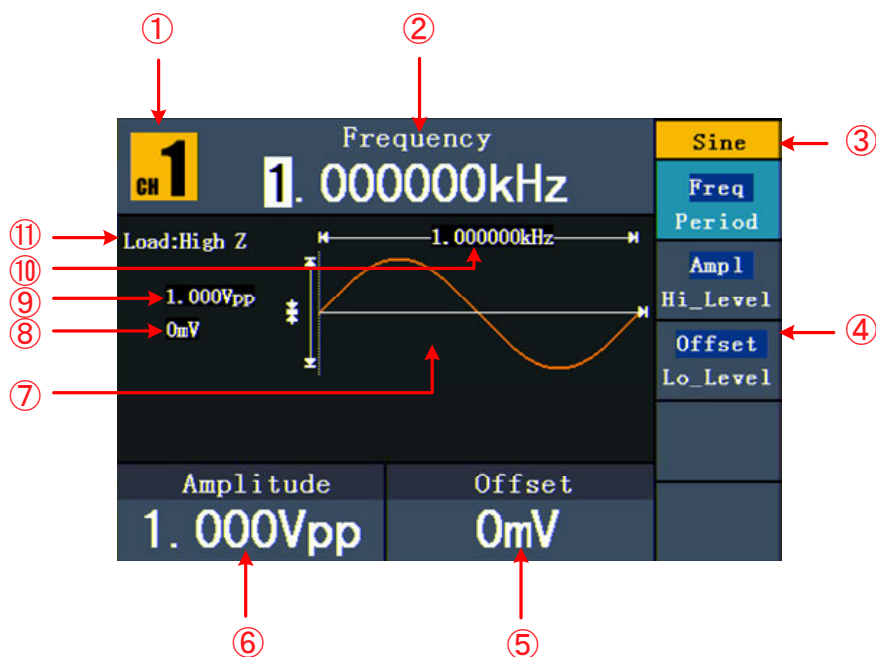 ① ② ③
CH 1
Frequency
1.000000kHz
Sine
Freq
Period
⑪ Load:High Z
1.000000kHz
⑩
Ampl
Hi_Level
⑨ 1.000Vpp
⑧ 0mV
Offset
Lo_Level
④
⑦
Amplitude
1.000Vpp
Offset
0mV
⑥ ⑤